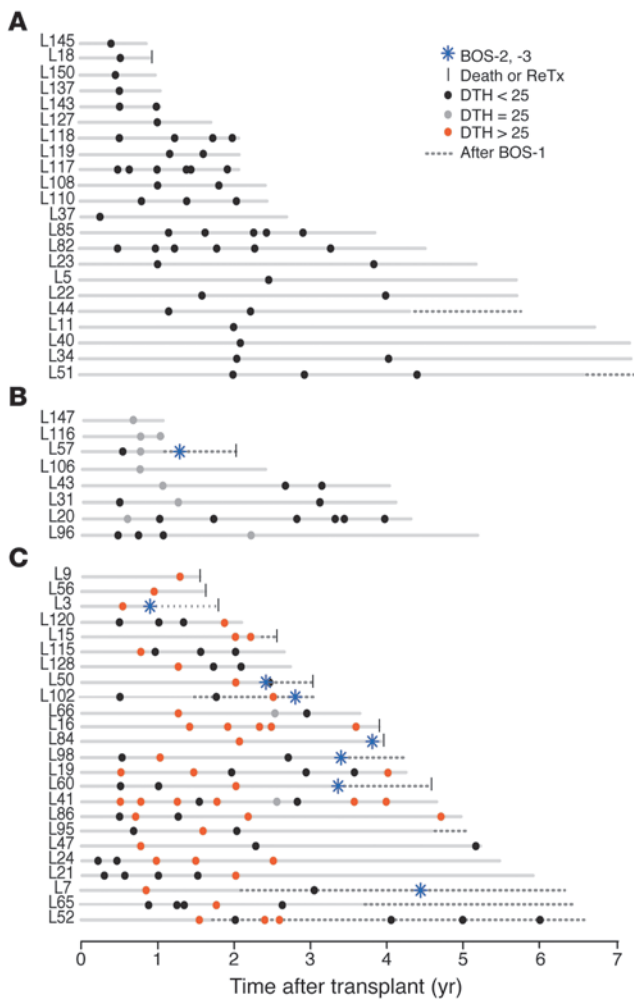 A
L145
L18
L150
L137
L143
L127
L118
L119
L117
L108
L110
L37
L85
L82
L23
L5
L22
L44
L11
L40
L34
L51
BOS-2, -3
Death or ReTx
DTH < 25
DTH = 25
DTH > 25
After BOS-1
B
L147
L116
L57
L106
L43
L31
L20
L96
C
L9
L56
L3
L120
L15
L115
L128
L50
L102
L66
L16
L84
L98
L19
L60
L41
L86
L95
L47
L24
L21
L7
L65
L52
0 1 2 3 4 5 6 7
Time after transplant (yr)